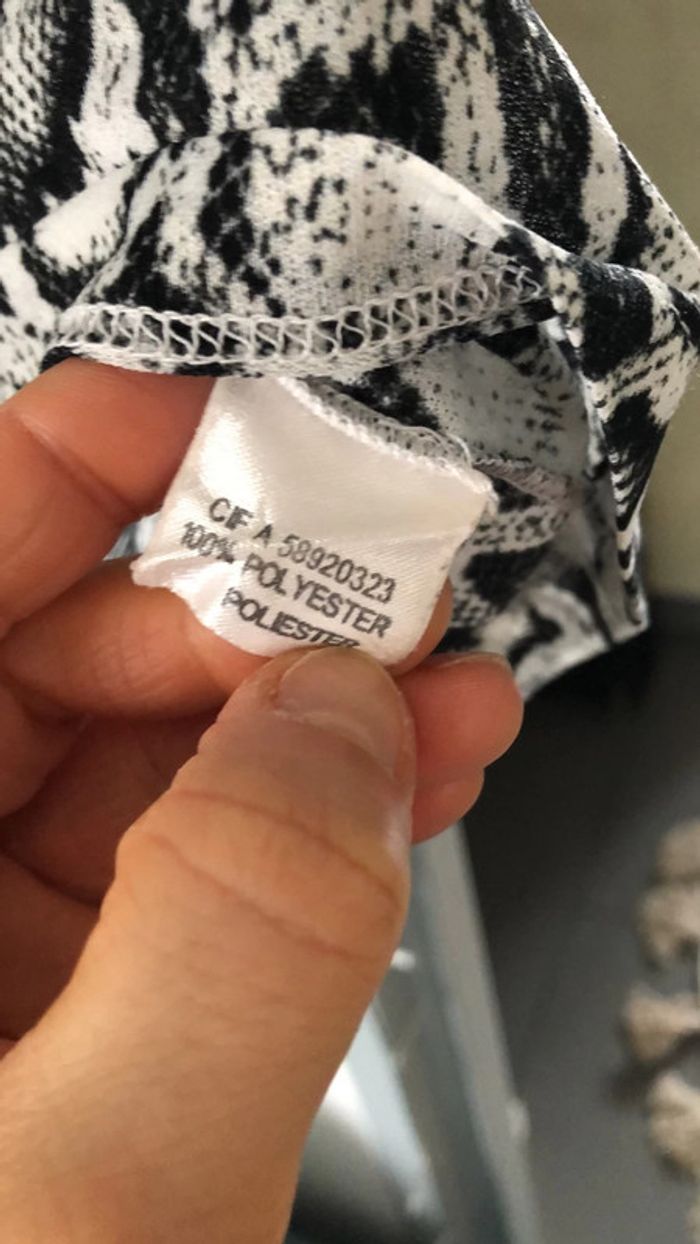 CIF A 58920323
100% POLYESTER
POLIESTER